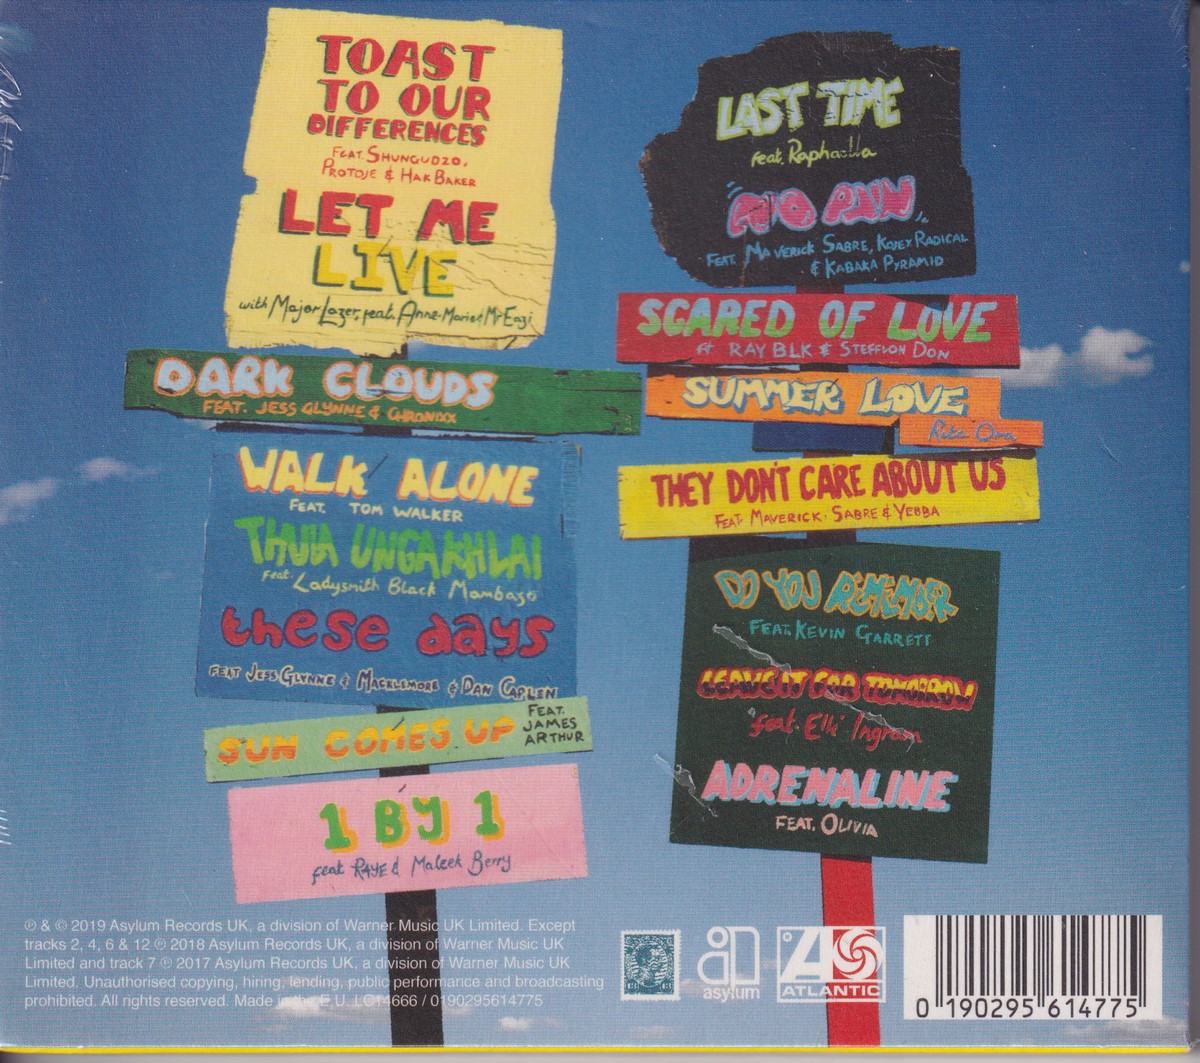 TOAST
TO OUR
DIFFERENCES
FEAT. SHUNGUDZO,
PROTOJE & HAK BAKER
LET ME
LIVE
with Major Lazer, feat. Anne-Marie & Mr Eazi
DARK CLOUDS
FEAT. JESS GLYNNE & CHRONIXX
WALK ALONE
FEAT. TOM WALKER
THULA UNGAKHLAI
feat. Ladysmith Black Mambazo
these days
FEAT JESS GLYNNE & MACKLEMORE & DAN CAPLEN
SUN COMES UP
FEAT.
JAMES
ARTHUR
1 BY 1
feat RAYE & Maleek Berry
LAST TIME
feat. Raphaella
"NO PAIN"
FEAT. MAVERICK SABRE, KOJEY RADICAL
& KABAKA PYRAMID
SCARED OF LOVE
ft RAY BLK & STEFFLON DON
SUMMER LOVE
Rita Ora
THEY DON'T CARE ABOUT US
FEAT. MAVERICK. SABRE & YEBBA
DO YOU REMEMBER
FEAT. KEVIN GARRETT
LEAVE IT FOR TOMORROW
feat. Elli Ingram
ADRENALINE
FEAT. OLIVIA
℗ & © 2019 Asylum Records UK, a division of Warner Music UK Limited. Except
tracks 2, 4, 6 & 12 ℗ 2018 Asylum Records UK, a division of Warner Music UK
Limited and track 7 ℗ 2017 Asylum Records UK, a division of Warner Music UK
Limited. Unauthorised copying, hiring, lending, public performance and broadcasting
prohibited. All rights reserved. Made in the E.U. LC14666 / 0190295614775
asylum
ATLANTIC
0 190295 614775